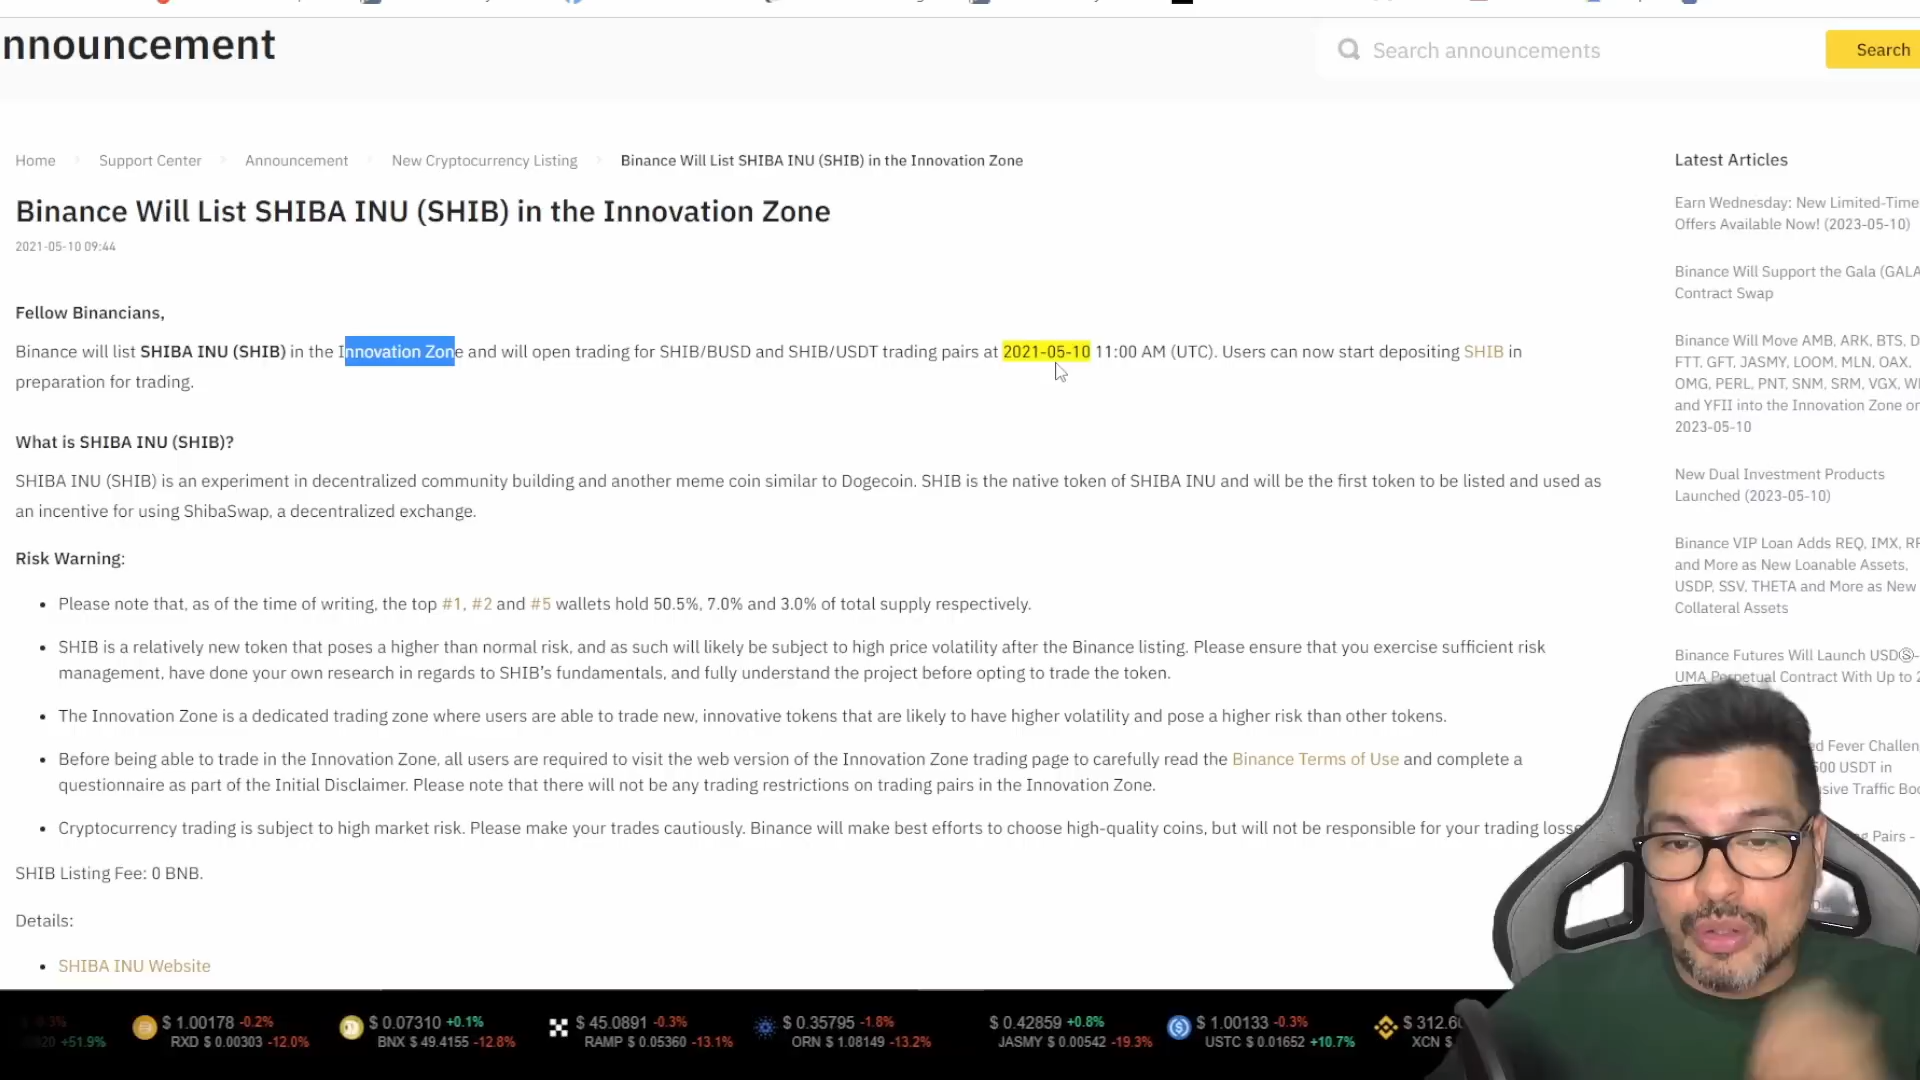 nnouncement
Search announcements
Search
Home
Support Center
Announcement
New Cryptocurrency Listing
Binance Will List SHIBA INU (SHIB) in the Innovation Zone
Binance Will List SHIBA INU (SHIB) in the Innovation Zone
2021-05-10 09:44
Fellow Binancians,
Binance will list SHIBA INU (SHIB) in the Innovation Zone and will open trading for SHIB/BUSD and SHIB/USDT trading pairs at 2021-05-10 11:00 AM (UTC). Users can now start depositing SHIB in
preparation for trading.
What is SHIBA INU (SHIB)?
SHIBA INU (SHIB) is an experiment in decentralized community building and another meme coin similar to Dogecoin. SHIB is the native token of SHIBA INU and will be the first token to be listed and used as
an incentive for using ShibaSwap, a decentralized exchange.
Risk Warning:
Please note that, as of the time of writing, the top #1, #2 and #5 wallets hold 50.5%, 7.0% and 3.0% of total supply respectively.
SHIB is a relatively new token that poses a higher than normal risk, and as such will likely be subject to high price volatility after the Binance listing. Please ensure that you exercise sufficient risk
management, have done your own research in regards to SHIB's fundamentals, and fully understand the project before opting to trade the token.
The Innovation Zone is a dedicated trading zone where users are able to trade new, innovative tokens that are likely to have higher volatility and pose a higher risk than other tokens.
Before being able to trade in the Innovation Zone, all users are required to visit the web version of the Innovation Zone trading page to carefully read the Binance Terms of Use and complete a
questionnaire as part of the Initial Disclaimer. Please note that there will not be any trading restrictions on trading pairs in the Innovation Zone.
Cryptocurrency trading is subject to high market risk. Please make your trades cautiously. Binance will make best efforts to choose high-quality coins, but will not be responsible for your trading losse
SHIB Listing Fee: 0 BNB.
Details:
SHIBA INU Website
Latest Articles
Earn Wednesday: New Limited-Time
Offers Available Now! (2023-05-10)
Binance Will Support the Gala (GALA
Contract Swap
Binance Will Move AMB, ARK, BTS, D
FTT, GFT, JASMY, LOOM, MLN, OAX,
OMG, PERL, PNT, SNM, SRM, VGX, W
and YFII into the Innovation Zone on
2023-05-10
New Dual Investment Products
Launched (2023-05-10)
Binance VIP Loan Adds REQ, IMX, RP
and More as New Loanable Assets,
USDP, SSV, THETA and More as New
Collateral Assets
Binance Futures Will Launch USDⓈ-
UMA Perpetual Contract With Up to 2
ed Fever Challen
500 USDT in
sive Traffic Boo
g Pairs -
+51.9%
$ 1.00178 -0.2%
RXD $ 0.00303 -12.0%
$ 0.07310 +0.1%
BNX $ 49.4155 -12.8%
$ 45.0891 -0.3%
RAMP $ 0.05360 -13.1%
$ 0.35795 -1.8%
ORN $ 1.08149 -13.2%
$ 0.42859 +0.8%
JASMY $ 0.00542 -19.3%
$ 1.00133 -0.3%
USTC $ 0.01652 +10.7%
$ 312.6
XCN $